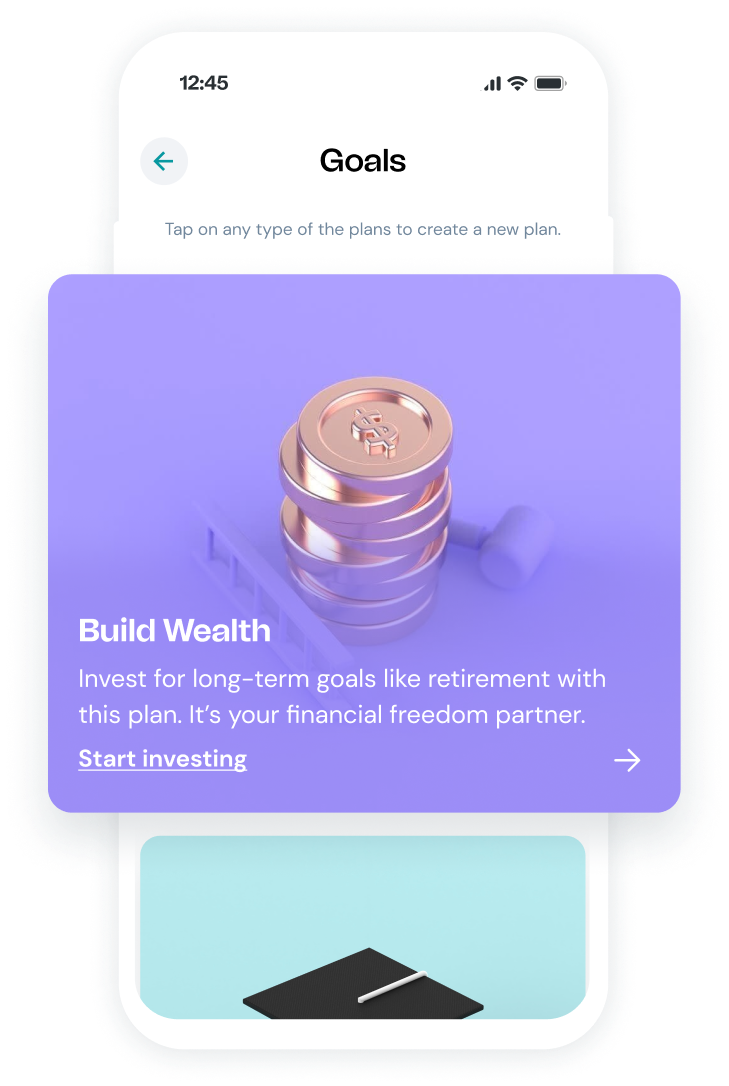 12:45
Goals
Tap on any type of the plans to create a new plan.
$
Build Wealth
Invest for long-term goals like retirement with
this plan. It’s your financial freedom partner.
Start investing